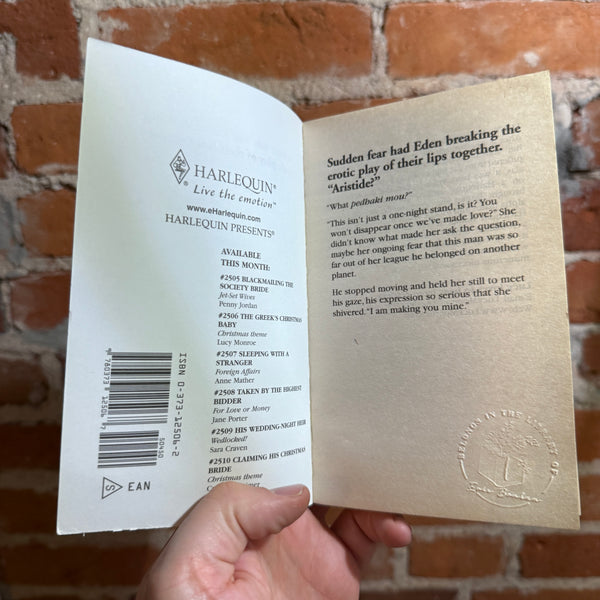 HARLEQUIN®
Live the emotion™
www.eHarlequin.com
HARLEQUIN PRESENTS®
AVAILABLE
THIS MONTH:
#2505 BLACKMAILING THE
SOCIETY BRIDE
Jet-Set Wives
Penny Jordan
#2506 THE GREEK'S CHRISTMAS
BABY
Christmas theme
Lucy Monroe
#2507 SLEEPING WITH A
STRANGER
Foreign Affairs
Anne Mather
#2508 TAKEN BY THE HIGHEST
BIDDER
For Love or Money
Jane Porter
#2509 HIS WEDDING-NIGHT HEIR
Wedlocked!
Sara Craven
#2510 CLAIMING HIS CHRISTMAS
BRIDE
Christmas theme
ISBN 0-373-12506-2
9 780373 125067
50450
S EAN
Sudden fear had Eden breaking the
erotic play of their lips together.
"Aristide?"
"What pedhaki mou?"
"This isn't just a one-night stand, is it? You
won't disappear once we've made love?" She
didn't know what made her ask the question,
maybe her ongoing fear that this man was so
far out of her league he belonged on another
planet.
He stopped moving and held her still to meet
his gaze, his expression so serious that she
shivered. "I am making you mine."
BELONGS IN THE LIBRARY OF